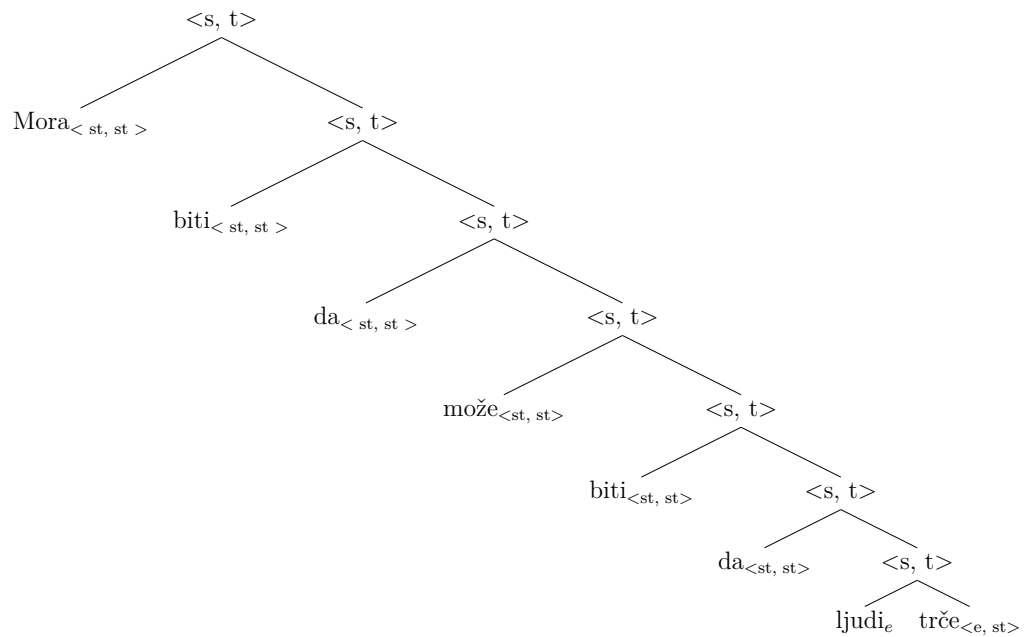 <s, t>
Mora< st, st > <s, t>
biti< st, st > <s, t>
da< st, st > <s, t>
može<st, st> <s, t>
biti<st, st> <s, t>
da<st, st> <s, t>
ljudie trče<e, st>